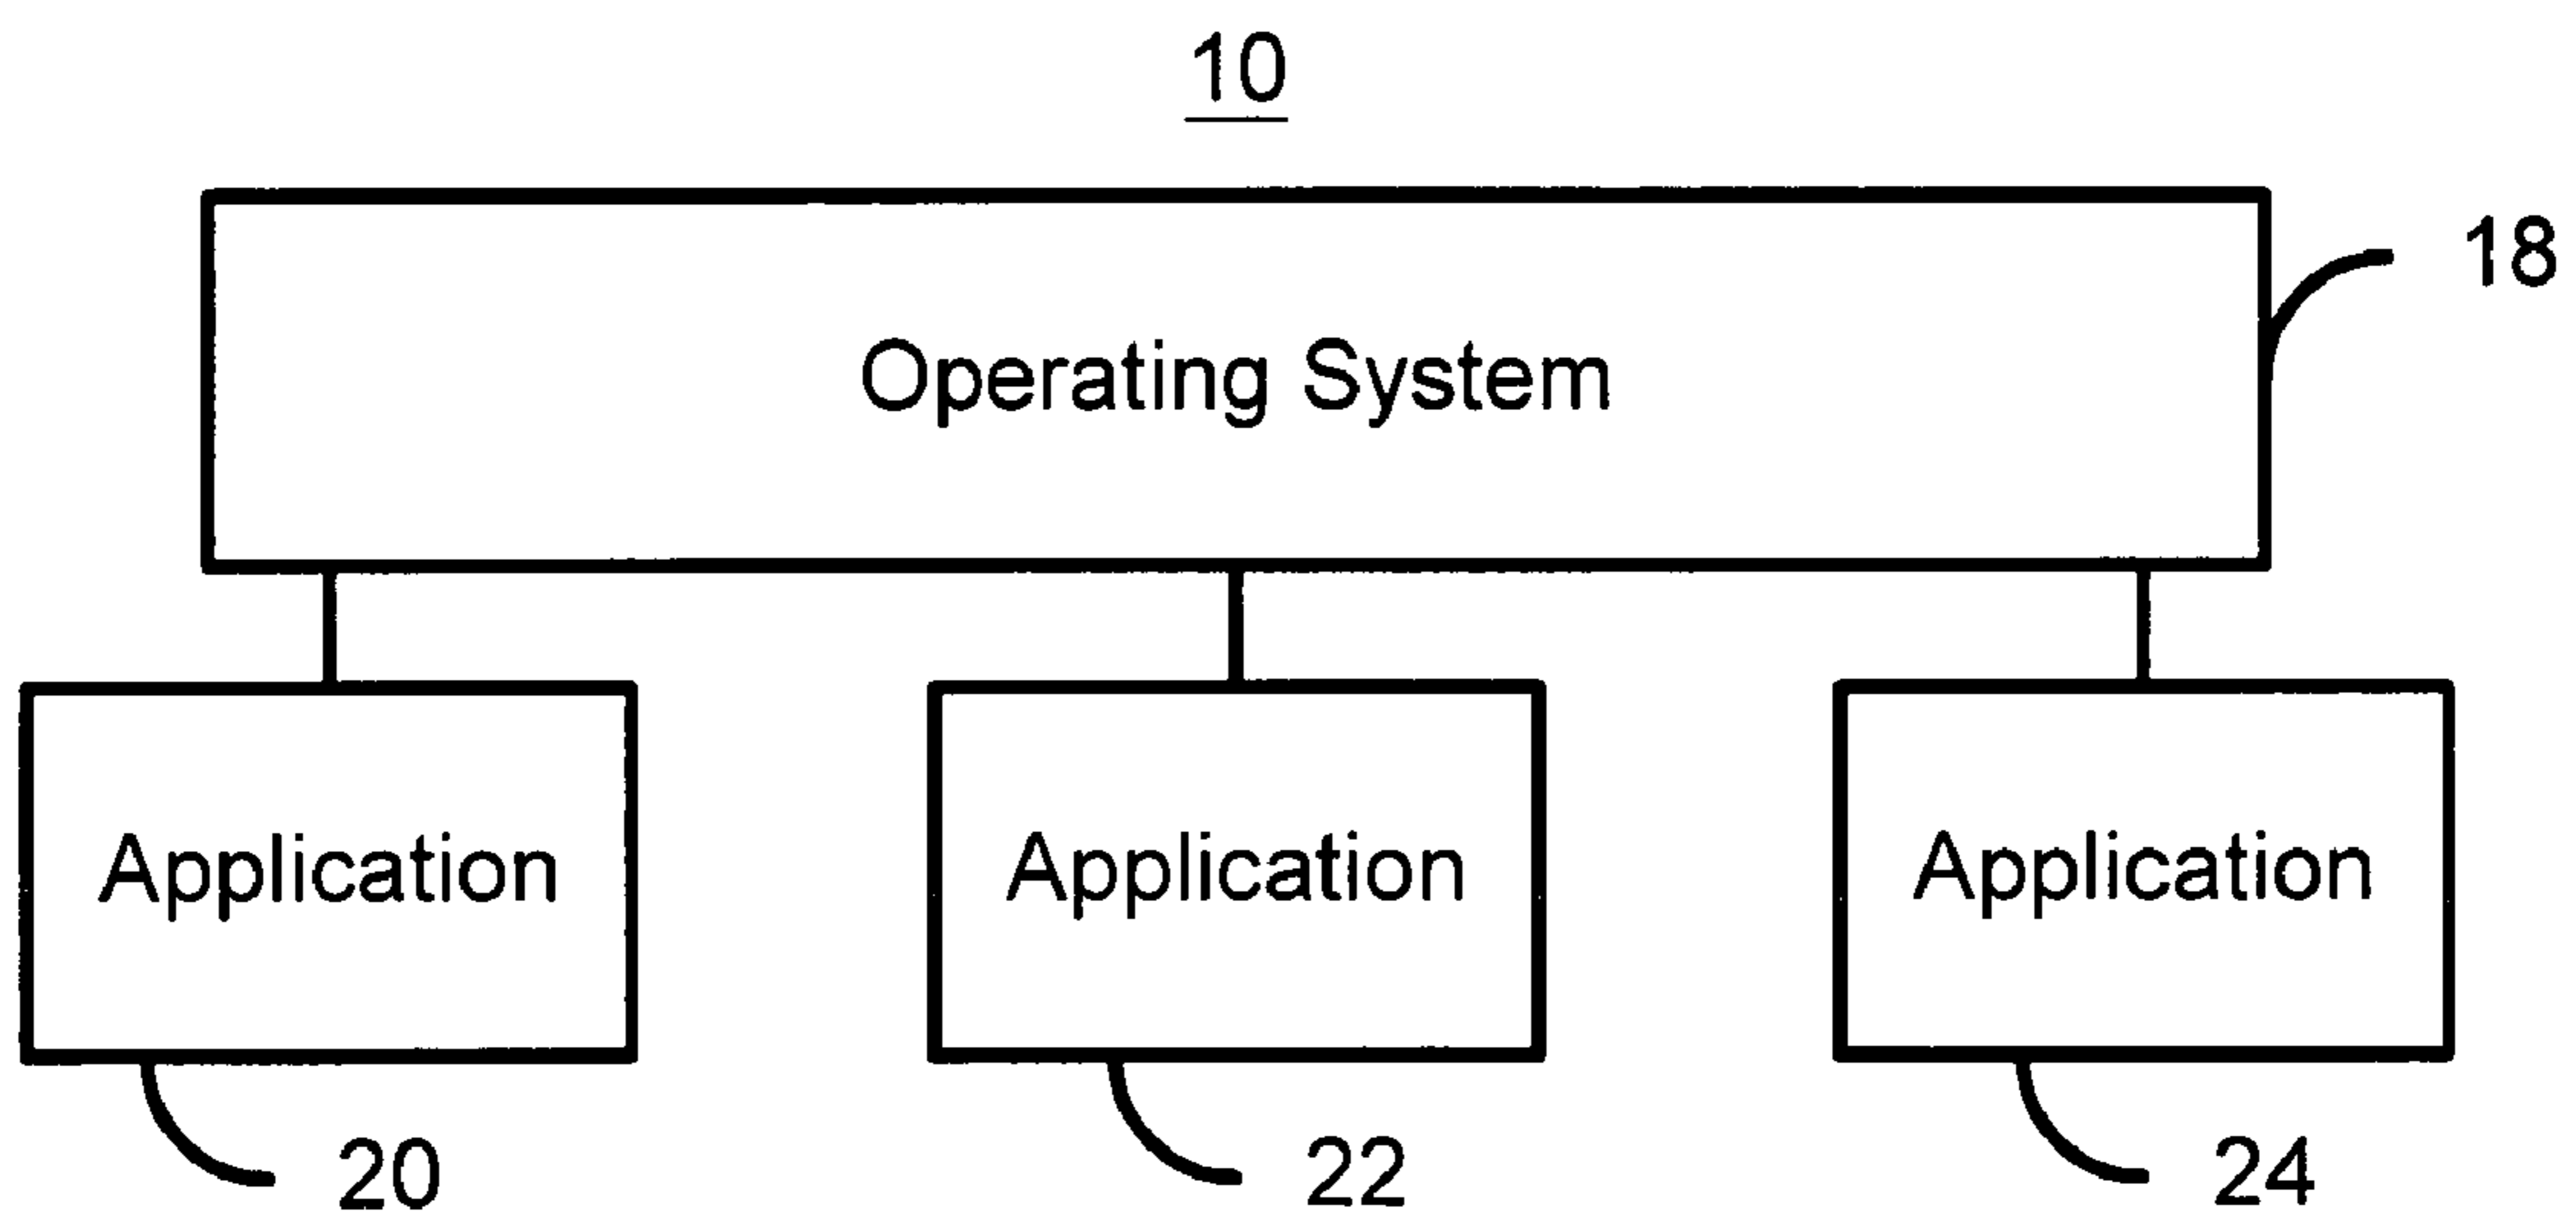 10
18
Operating System
Application Application Application
20 22 24